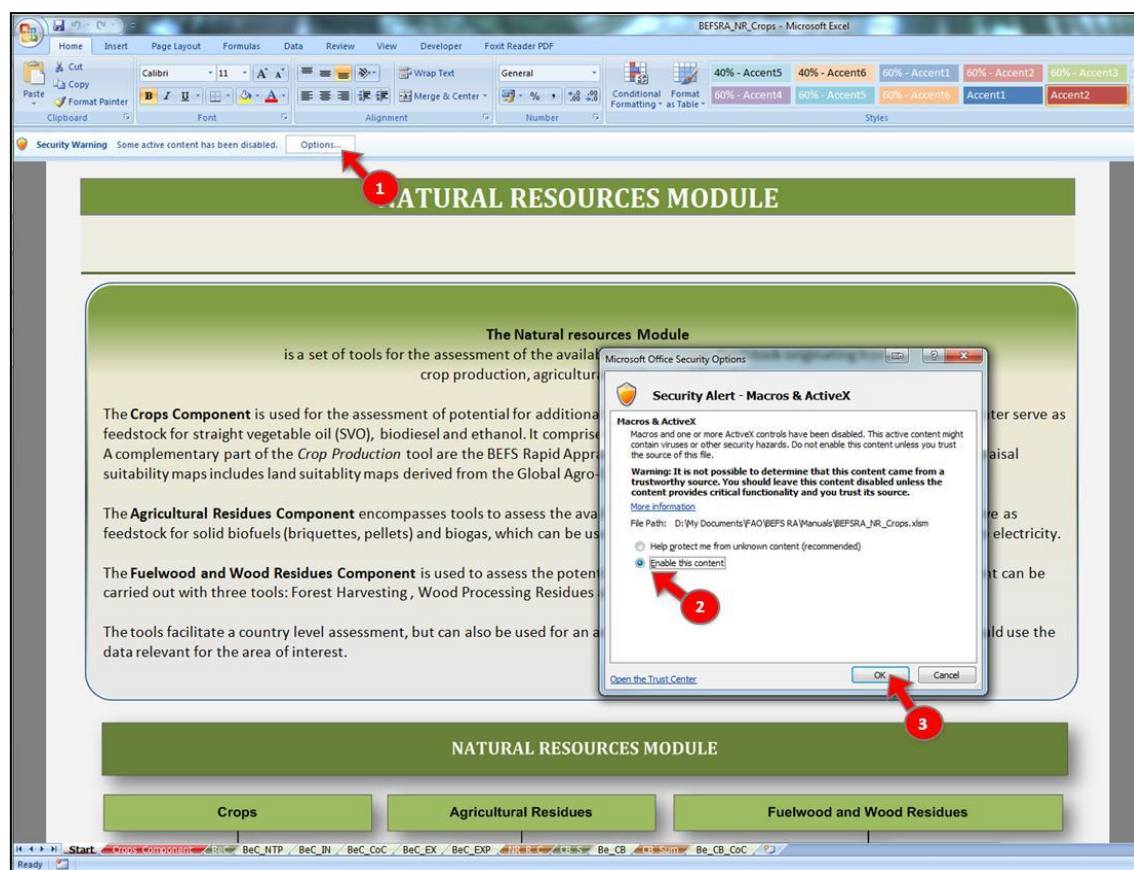 BEFSRA_NR_Crops - Microsoft Excel
Home Insert Page Layout Formulas Data Review View Developer Foxit Reader PDF
Cut
Copy
Format Painter
Paste
Clipboard
Calibri 11
Font
Wrap Text
Merge & Center
Alignment
General
Number
Conditional Formatting
Format as Table
40% - Accent5 40% - Accent6 60% - Accent1 60% - Accent2 60% - Accent3
60% - Accent4 60% - Accent5 60% - Accent6 Accent1 Accent2
Styles
Security Warning Some active content has been disabled. Options...
1
NATURAL RESOURCES MODULE
The Natural resources Module
is a set of tools for the assessment of the
crop production,
The Crops Component is used for the assessment of potential for serve as
feedstock for straight vegetable oil (SVO), biodiesel and ethanol. It
A complementary part of the Crop Production tool are the BEFS Rapid
suitability maps includes land suitablity maps derived from the Global Agro-
The Agricultural Residues Component encompasses tools to assess the as
feedstock for solid biofuels (briquettes, pellets) and biogas, which can be electricity.
The Fuelwood and Wood Residues Component is used to assess the can be
carried out with three tools: Forest Harvesting , Wood Processing Residues
The tools facilitate a country level assessment, but can also be used for an use the
data relevant for the area of interest.
Microsoft Office Security Options
Security Alert - Macros & ActiveX
Macros & ActiveX
Macros and one or more ActiveX controls have been disabled. This active content might
contain viruses or other security hazards. Do not enable this content unless you trust
the source of this file.
Warning: It is not possible to determine that this content came from a
trustworthy source. You should leave this content disabled unless the
content provides critical functionality and you trust its source.
More information
File Path: D:\My Documents\FAO\BEFS RA\Manuals\BEFSRA_NR_Crops.xlsm
Help protect me from unknown content (recommended)
Enable this content
2
Open the Trust Center
OK Cancel
3
NATURAL RESOURCES MODULE
Crops Agricultural Residues Fuelwood and Wood Residues
Start Crops_Component BeC BeC_NTP BeC_IN BeC_CoC BeC_EX BeC_EXP NR_R_C CB_S Be_CB CB_Sum Be_CB_CoC
Ready